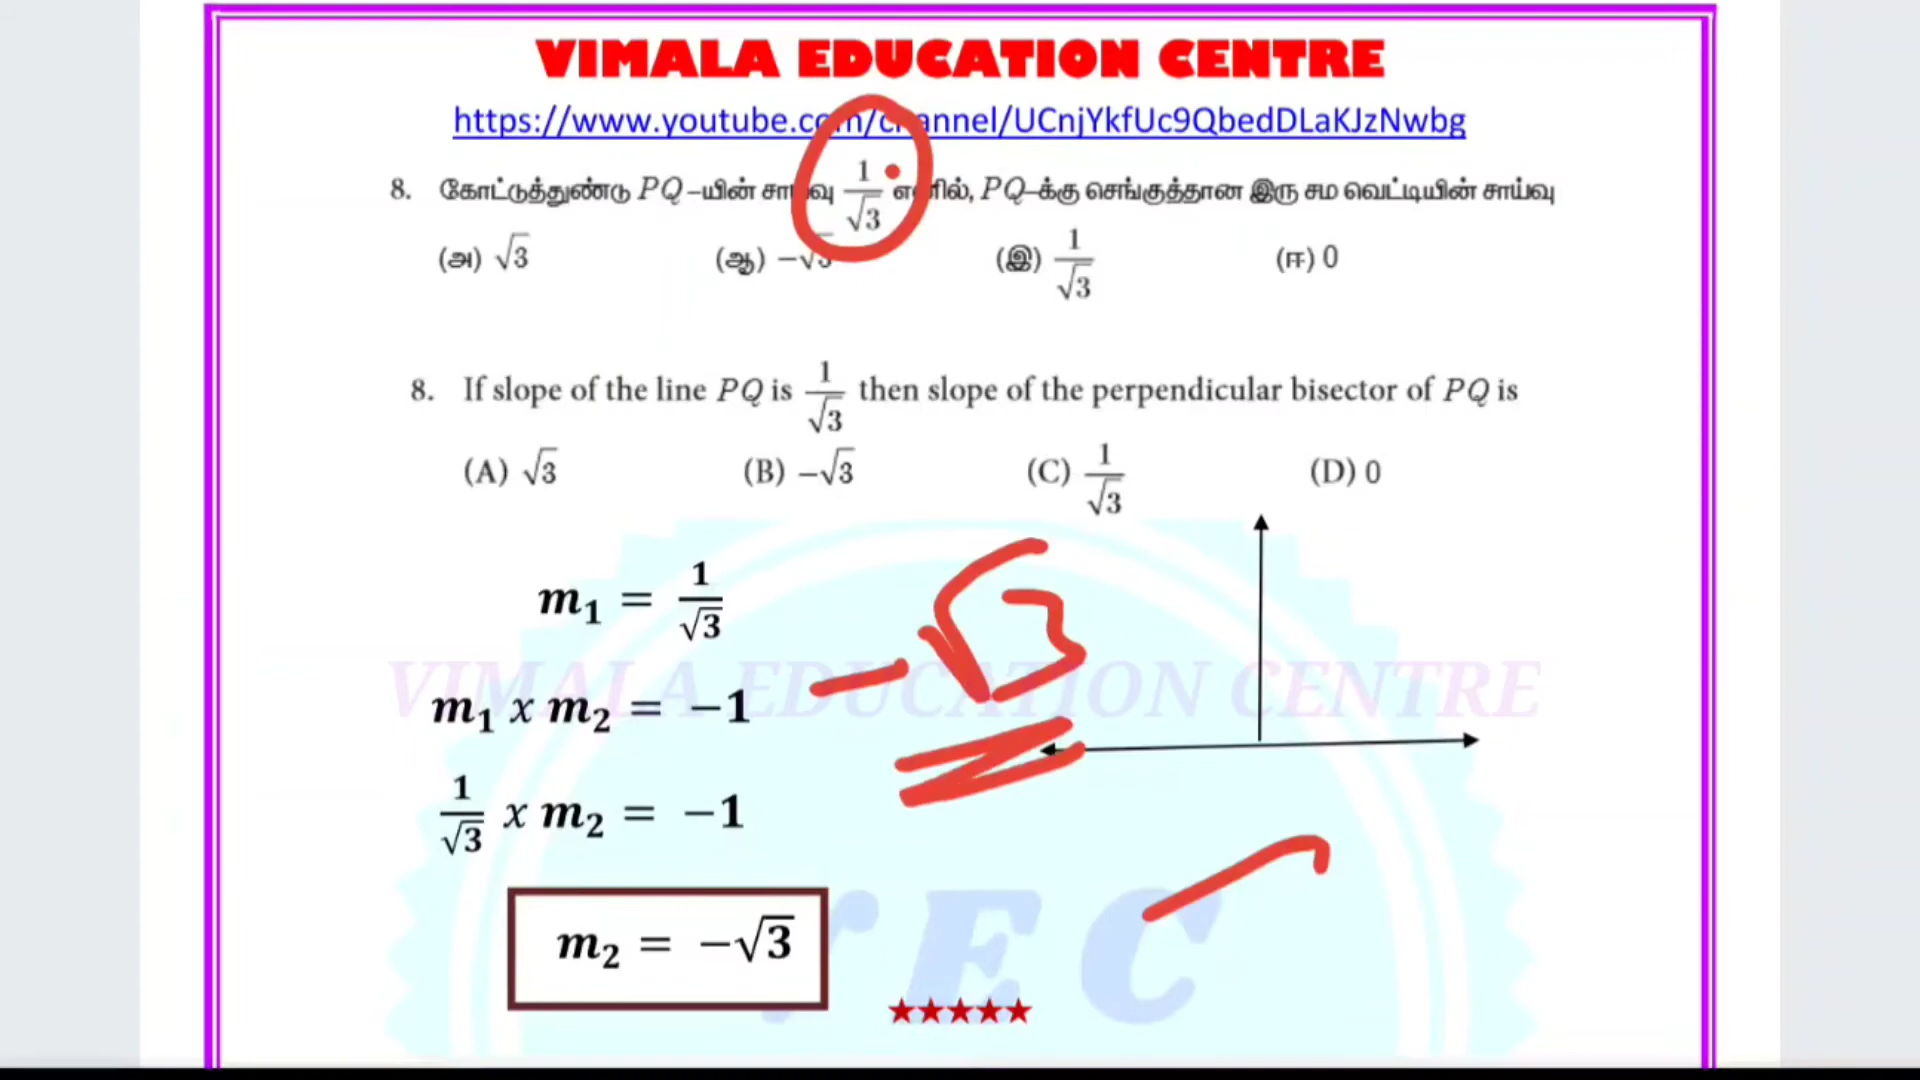 VIMALA EDUCATION CENTRE
https://www.youtube.com/channel/UCnjYkfUc9QbedDLaKJzNwbg
8. கோட்டுத்துண்டு PQ –யின் சாய்வு 1/√3 எனில், PQ–க்கு செங்குத்தான இரு சம வெட்டியின் சாய்வு
(அ) √3 (ஆ) –√3 (இ) 1/√3 (ஈ) 0
8. If slope of the line PQ is 1/√3 then slope of the perpendicular bisector of PQ is
(A) √3 (B) –√3 (C) 1/√3 (D) 0
m₁ = 1/√3
–√3
VIMALA EDUCATION CENTRE
m₁ x m₂ = −1
1/√3 x m₂ = −1
m₂ = −√3
VEC
★★★★★